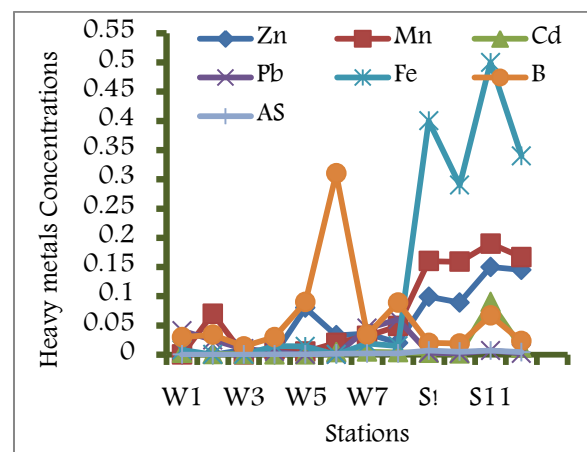 Zn Mn Cd
Pb Fe B
AS
Heavy metals Concentrations
0.55
0.5
0.45
0.4
0.35
0.3
0.25
0.2
0.15
0.1
0.05
0
W1 W3 W5 W7 S! S11
Stations